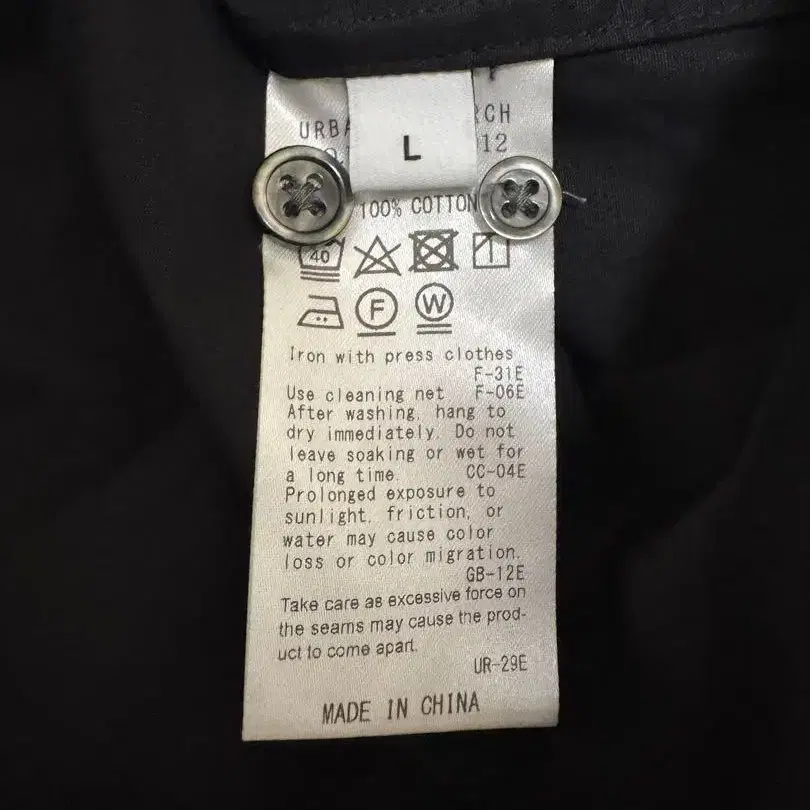 L
12
100% COTTON
40
F
W
Iron with press clothes
F-31E
Use cleaning net F-06E
After washing, hang to
dry immediately. Do not
leave soaking or wet for
a long time. CC-04E
Prolonged exposure to
sunlight, friction, or
water may cause color
loss or color migration.
GB-12E
Take care as excessive force on
the seams may cause the prod-
uct to come apart.
UR-29E
MADE IN CHINA